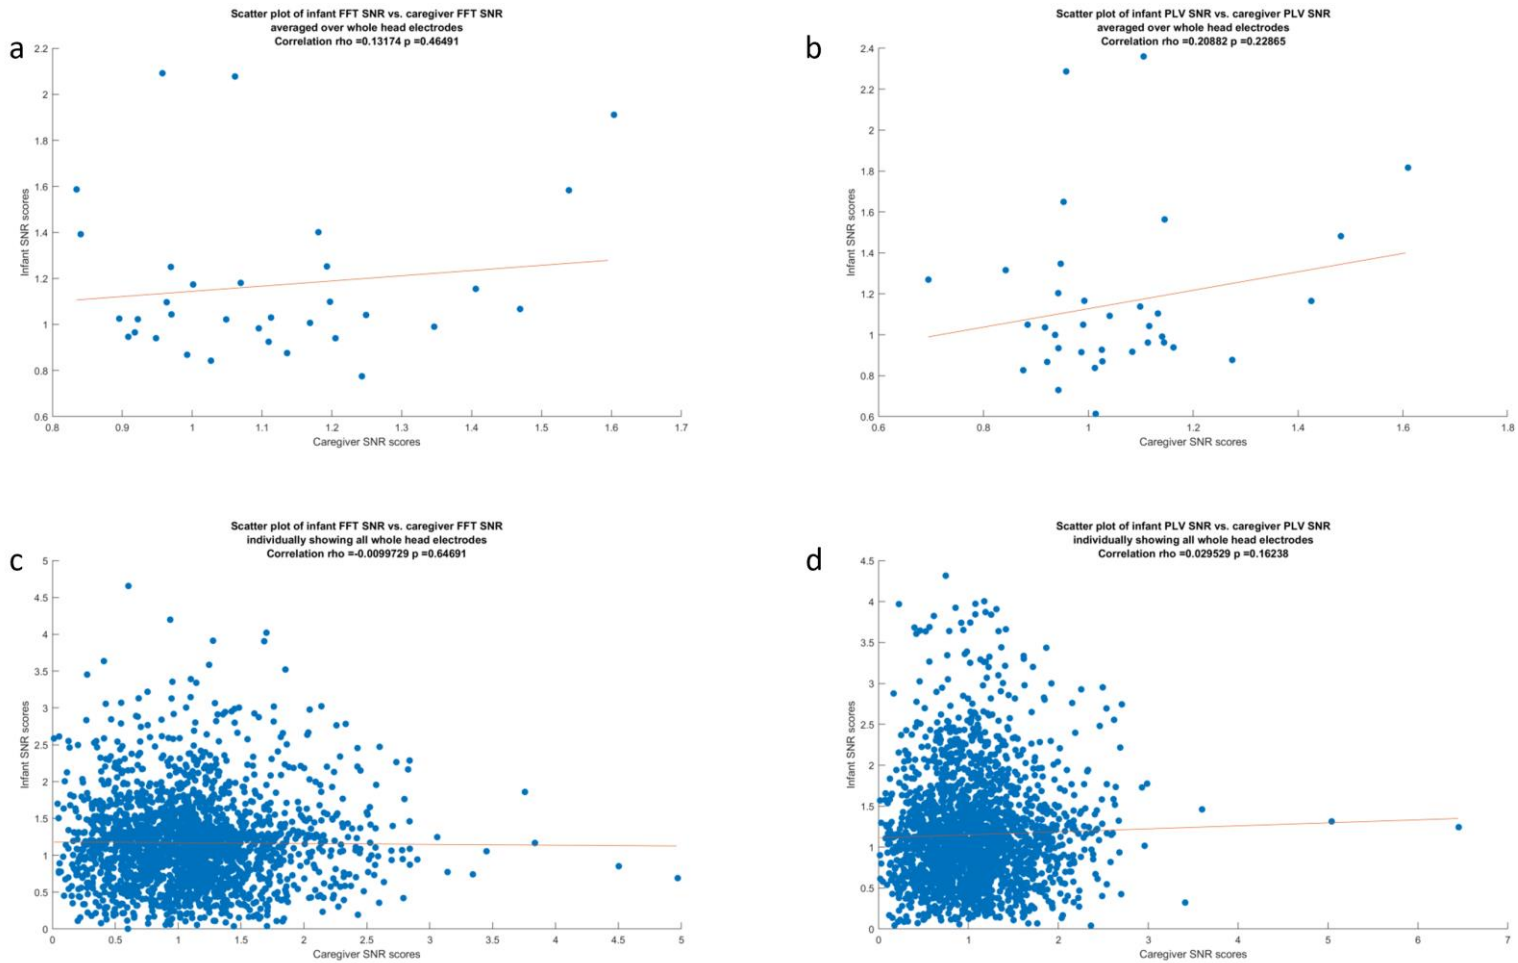 a
Scatter plot of infant FFT SNR vs. caregiver FFT SNR
averaged over whole head electrodes
Correlation rho =0.13174 p =0.46491
2.2
2
1.8
1.6
1.4
1.2
1
0.8
0.6
Infant SNR scores
0.8 0.9 1 1.1 1.2 1.3 1.4 1.5 1.6 1.7
Caregiver SNR scores
b
Scatter plot of infant PLV SNR vs. caregiver PLV SNR
averaged over whole head electrodes
Correlation rho =0.20882 p =0.22865
2.4
2.2
2
1.8
1.6
1.4
1.2
1
0.8
0.6
Infant SNR scores
0.6 0.8 1 1.2 1.4 1.6 1.8
Caregiver SNR scores
c
Scatter plot of infant FFT SNR vs. caregiver FFT SNR
individually showing all whole head electrodes
Correlation rho =-0.0099729 p =0.64691
5
4.5
4
3.5
3
2.5
2
1.5
1
0.5
0
Infant SNR scores
0 0.5 1 1.5 2 2.5 3 3.5 4 4.5 5
Caregiver SNR scores
d
Scatter plot of infant PLV SNR vs. caregiver PLV SNR
individually showing all whole head electrodes
Correlation rho =0.029529 p =0.16238
4.5
4
3.5
3
2.5
2
1.5
1
0.5
0
Infant SNR scores
0 1 2 3 4 5 6 7
Caregiver SNR scores